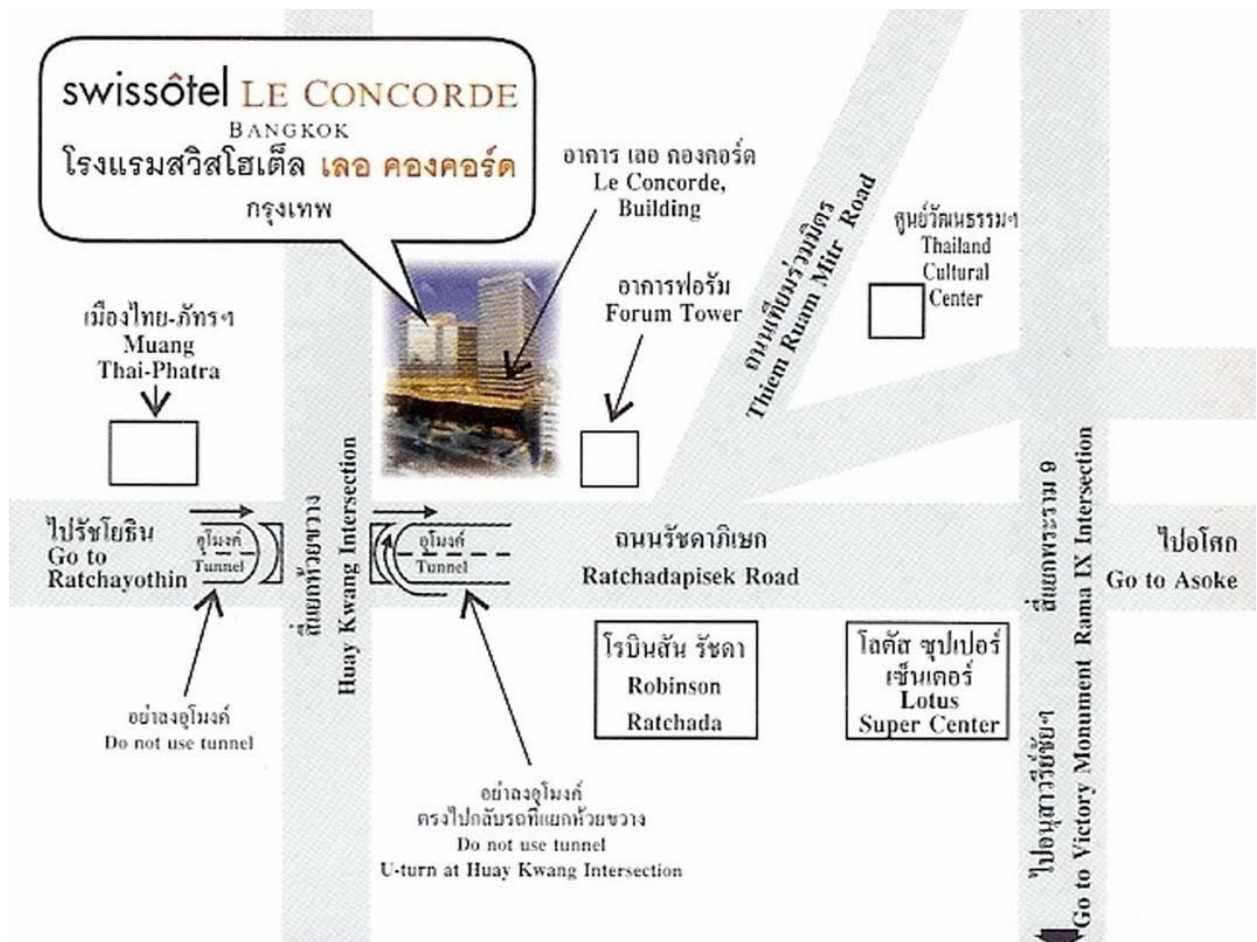 swissôtel LE CONCORDE
BANGKOK
โรงแรมสวิสโฮเต็ล เลอ คองคอร์ด
กรุงเทพ
อาคาร เลอ คองคอร์ด
Le Concorde,
Building
ถนนเทียมร่วมมิตร
Thiem Ruam Mitr Road
ศูนย์วัฒนธรรมฯ
Thailand
Cultural
Center
อาคารฟอรัม
Forum Tower
เมืองไทย-ภัทรฯ
Muang
Thai-Phatra
ไปรัชโยธิน
Go to
Ratchayothin
อุโมงค์
Tunnel
สี่แยกห้วยขวาง
Huay Kwang Intersection
อุโมงค์
Tunnel
ถนนรัชดาภิเษก
Ratchadapisek Road
สี่แยกพระราม 9
Rama IX Intersection
ไปอโศก
Go to Asoke
โรบินสัน รัชดา
Robinson
Ratchada
โลตัส ซุปเปอร์
เซ็นเตอร์
Lotus
Super Center
ไปอนุสาวรีย์ชัยฯ
Go to Victory Monument
อย่าลงอุโมงค์
Do not use tunnel
อย่าลงอุโมงค์
ตรงไปกลับรถที่แยกห้วยขวาง
Do not use tunnel
U-turn at Huay Kwang Intersection